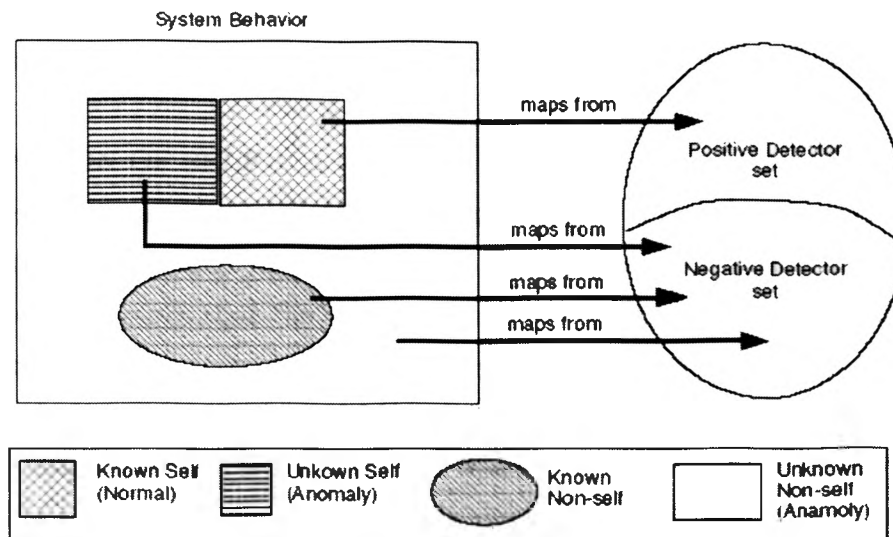 System Behavior
maps from
Positive Detector
set
maps from
Negative Detector
set
maps from
maps from
Known Self
(Normal)
Unkown Self
(Anomaly)
Known
Non-self
Unknown
Non-self
(Anamoly)